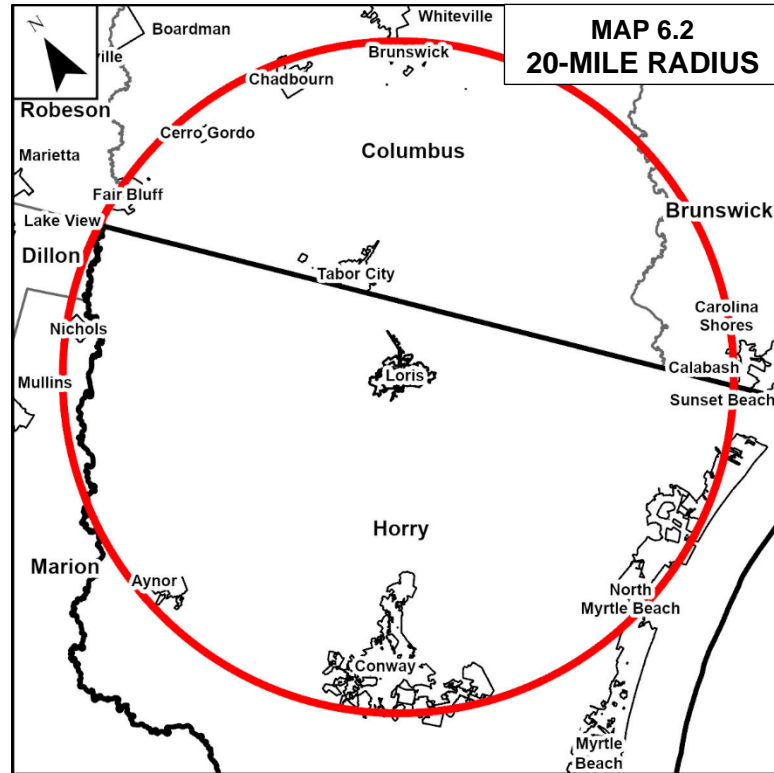 N
MAP 6.2
20-MILE RADIUS
Whiteville
Boardman
Brunswick
ville
Chadbourn
Robeson
Cerro Gordo
Marietta
Columbus
Fair Bluff
Lake View
Brunswick
Dillon
Tabor City
Carolina
Shores
Nichols
Calabash
Loris
Mullins
Sunset Beach
Horry
Marion
Aynor
North
Myrtle Beach
Conway
Myrtle
Beach